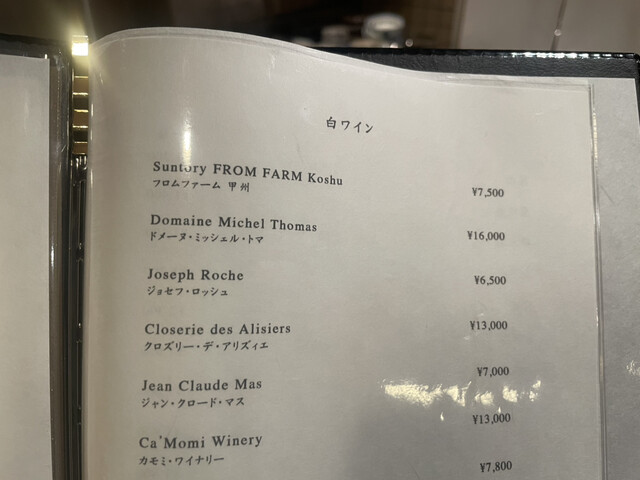 白ワイン
Suntory FROM FARM Koshu
フロムファーム 甲州
¥7,500
Domaine Michel Thomas
ドメーヌ・ミッシェル・トマ
¥16,000
Joseph Roche
ジョセフ・ロッシュ
¥6,500
Closerie des Alisiers
クロズリー・デ・アリズィエ
¥13,000
Jean Claude Mas
ジャン・クロード・マス
¥7,000
Ca'Momi Winery
カモミ・ワイナリー
¥13,000
¥7,800